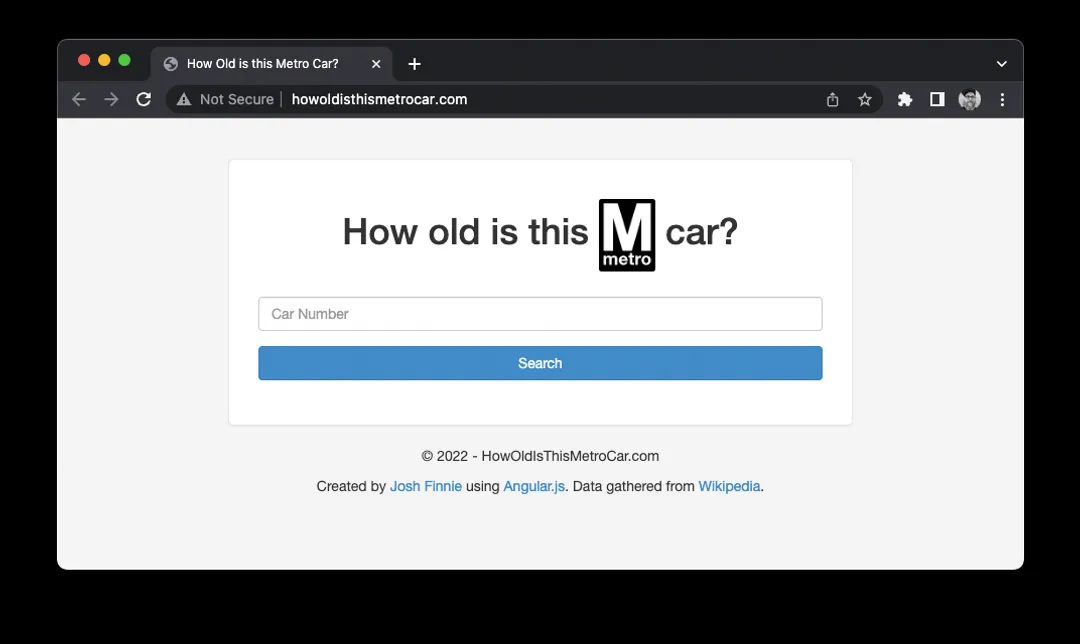 How Old is this Metro Car?
Not Secure howoldisthismetrocar.com
How old is this M metro car?
Car Number
Search
© 2022 - HowOldIsThisMetroCar.com
Created by Josh Finnie using Angular.js. Data gathered from Wikipedia.